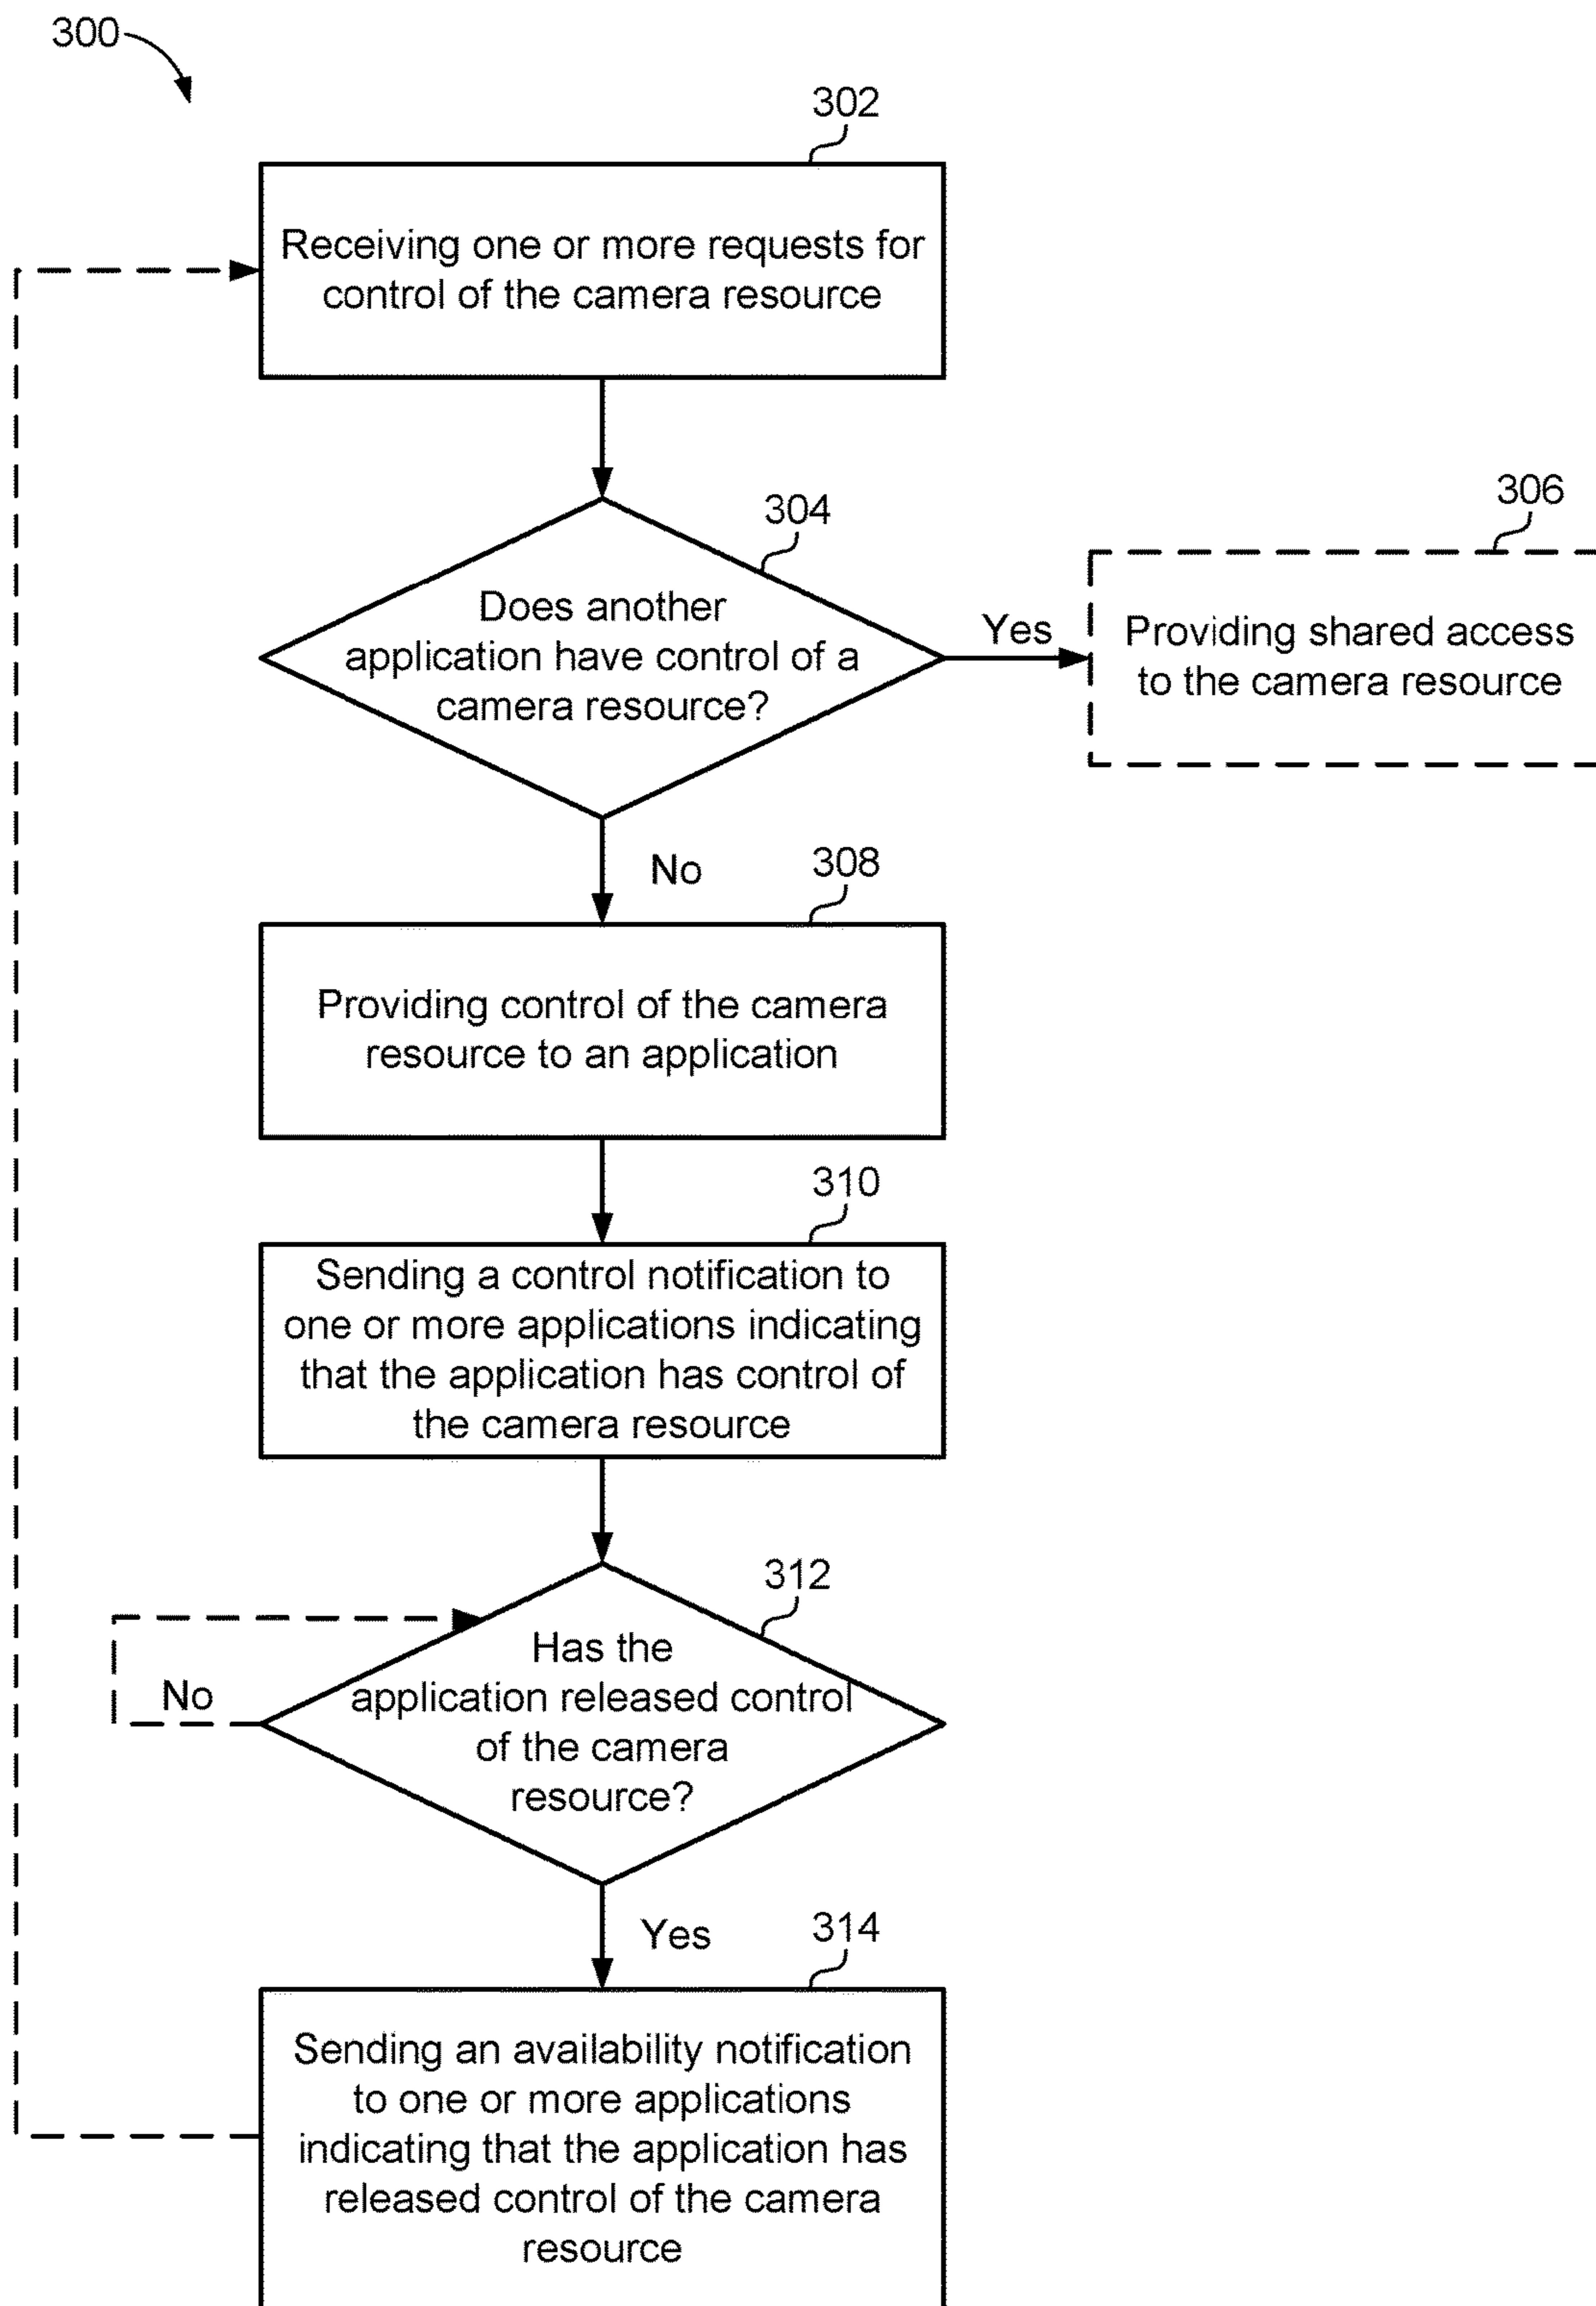 300
302
Receiving one or more requests for
control of the camera resource
304
Does another
application have control of a
camera resource?
Yes
306
Providing shared access
to the camera resource
No
308
Providing control of the camera
resource to an application
310
Sending a control notification to
one or more applications indicating
that the application has control of
the camera resource
312
Has the
application released control
of the camera
resource?
No
Yes
314
Sending an availability notification
to one or more applications
indicating that the application has
released control of the camera
resource